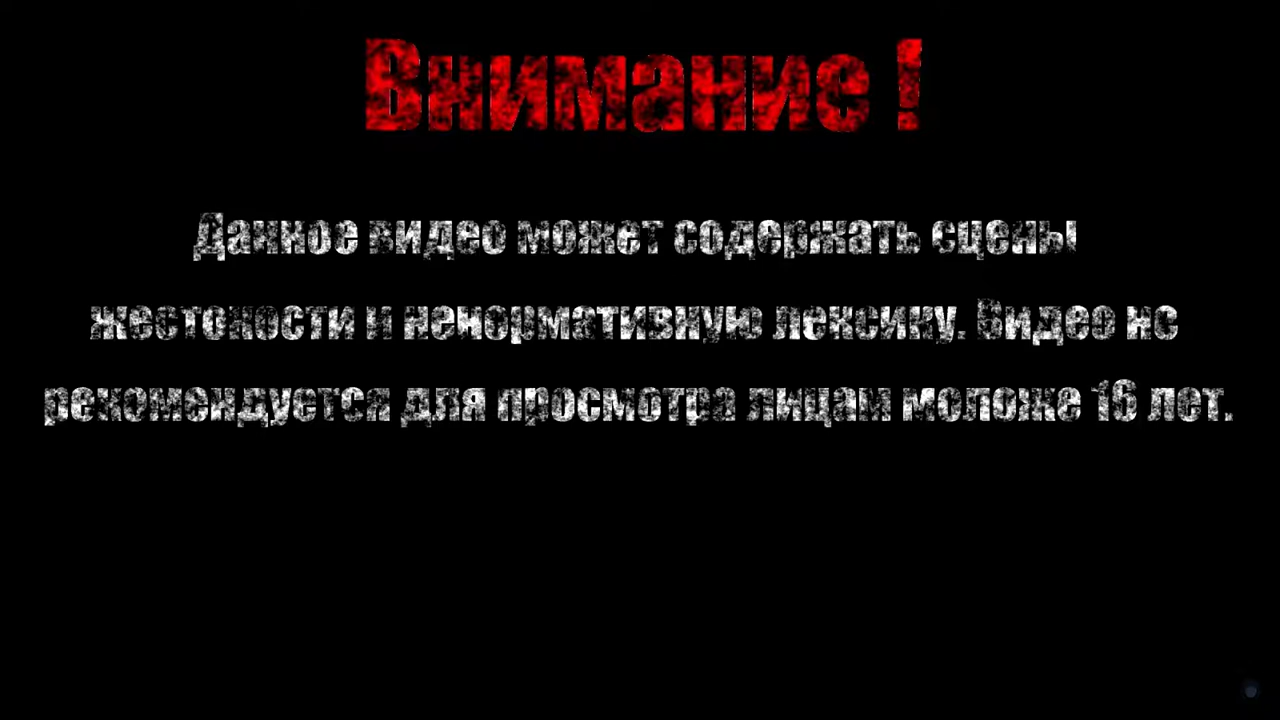 Внимание !
Данное видео может содержать сцены
жестокости и ненормативную лексику. Видео не
рекомендуется для просмотра лицам моложе 16 лет.